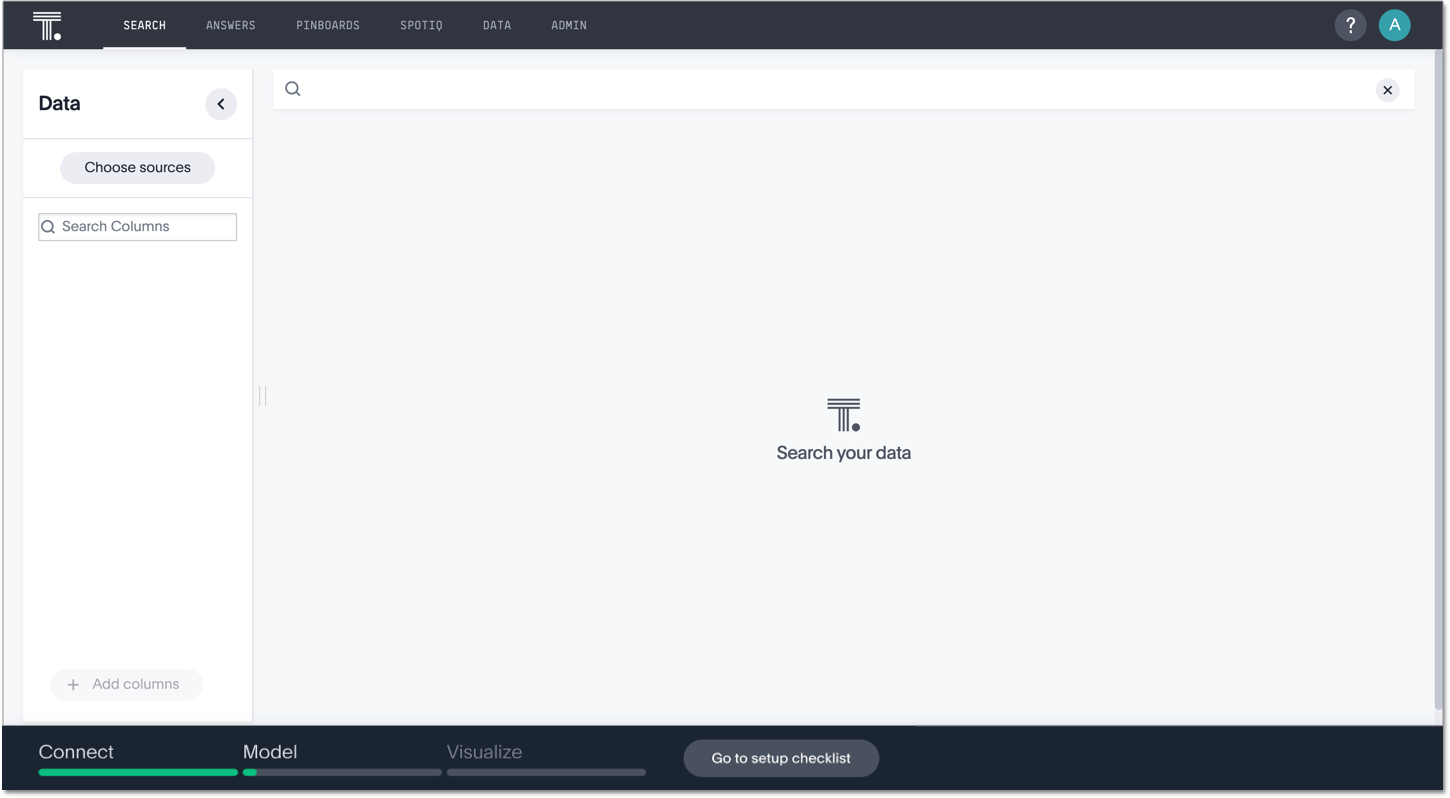 SEARCH ANSWERS PINBOARDS SPOTIQ DATA ADMIN ? A
Data
Choose sources
Search Columns
Search your data
+ Add columns
Connect Model Visualize Go to setup checklist